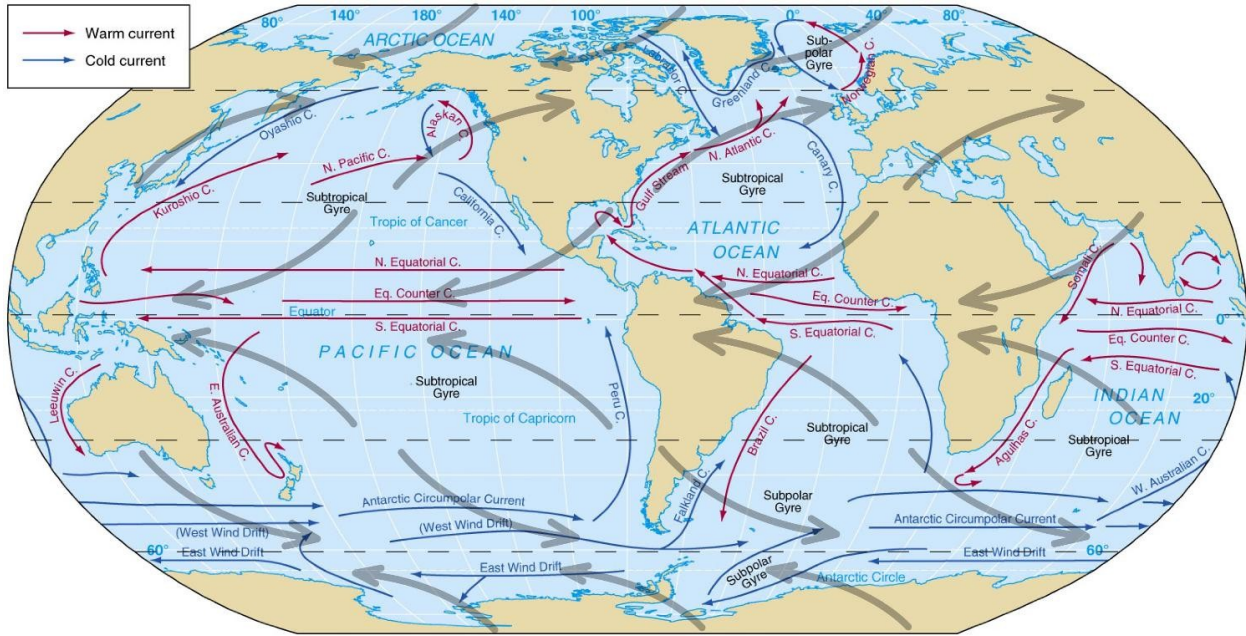 Warm current
Cold current
80°
140°
180°
140°
100°
0°
40°
80°
ARCTIC OCEAN
Sub-
polar
Gyre
Labrador C.
Greenland C.
Norwegian C.
Oyashio C.
Alaskan C.
N. Pacific C.
N. Atlantic C.
Canary C.
Kuroshio C.
Subtropical
Gyre
Gulf Stream
Subtropical
Gyre
California C.
Tropic of Cancer
ATLANTIC
OCEAN
Somali C.
N. Equatorial C.
N. Equatorial C.
N. Equatorial C.
Eq. Counter C.
Eq. Counter C.
Equator
0°
S. Equatorial C.
S. Equatorial C.
Eq. Counter C.
PACIFIC OCEAN
S. Equatorial C.
Leeuwin C.
E. Australian C.
Subtropical
Gyre
Peru C.
INDIAN
OCEAN
20°
Tropic of Capricorn
Brazil C.
Subtropical
Gyre
Agulhas C.
Subtropical
Gyre
Falkland C.
W. Australian C.
Antarctic Circumpolar Current
Subpolar
Gyre
(West Wind Drift)
(West Wind Drift)
Antarctic Circumpolar Current
60°
East Wind Drift
East Wind Drift
60°
East Wind Drift
Subpolar
Gyre
Antarctic Circle